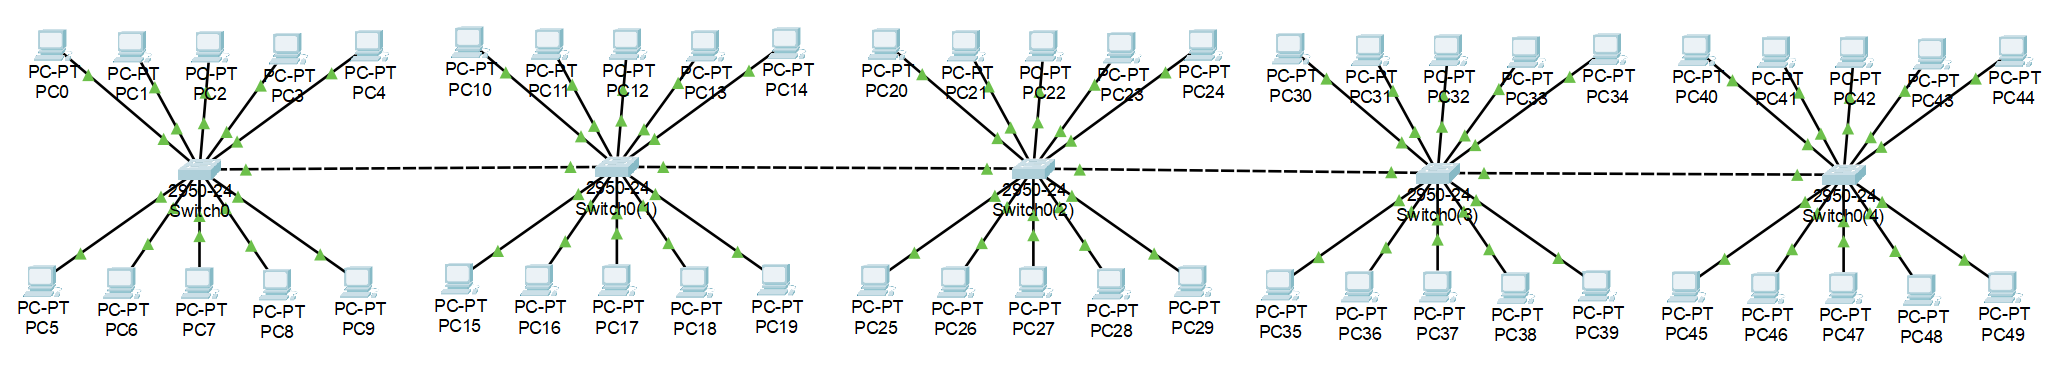 PC-PT
PC0
PC-PT
PC1
PC-PT
PC2
PC-PT
PC3
PC-PT
PC4
PC-PT
PC10
PC-PT
PC11
PC-PT
PC12
PC-PT
PC13
PC-PT
PC14
PC-PT
PC20
PC-PT
PC21
PC-PT
PC22
PC-PT
PC23
PC-PT
PC24
PC-PT
PC30
PC-PT
PC31
PC-PT
PC32
PC-PT
PC33
PC-PT
PC34
PC-PT
PC40
PC-PT
PC41
PC-PT
PC42
PC-PT
PC43
PC-PT
PC44
2950-24
Switch0
2950-24
Switch0(1)
2950-24
Switch0(2)
2950-24
Switch0(3)
2950-24
Switch0(4)
PC-PT
PC5
PC-PT
PC6
PC-PT
PC7
PC-PT
PC8
PC-PT
PC9
PC-PT
PC15
PC-PT
PC16
PC-PT
PC17
PC-PT
PC18
PC-PT
PC19
PC-PT
PC25
PC-PT
PC26
PC-PT
PC27
PC-PT
PC28
PC-PT
PC29
PC-PT
PC35
PC-PT
PC36
PC-PT
PC37
PC-PT
PC38
PC-PT
PC39
PC-PT
PC45
PC-PT
PC46
PC-PT
PC47
PC-PT
PC48
PC-PT
PC49